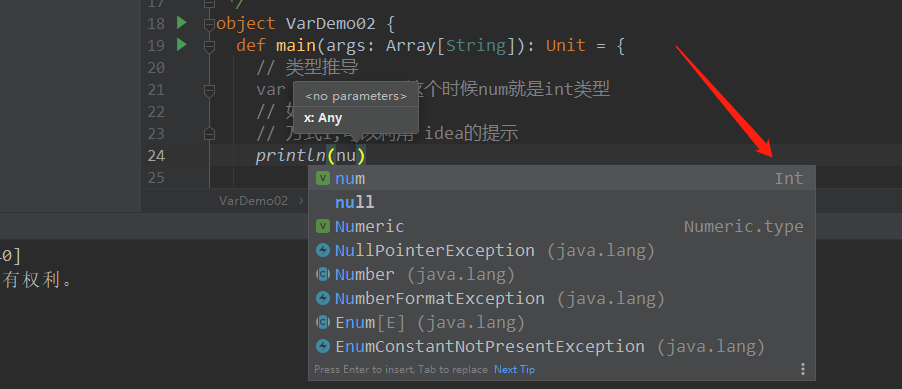 17 */
18 object VarDemo02 {
19 def main(args: Array[String]): Unit = {
20 // 类型推导
21 var 这个时候num就是int类型
<no parameters>
22 //
x: Any
23 // 方式1,可以利用 idea的提示
24 println(nu)
25
num Int
null
VarDemo02
Numeric Numeric.type
NullPointerException (java.lang)
0]
Number (java.lang)
有权利。
NumberFormatException (java.lang)
Enum[E] (java.lang)
EnumConstantNotPresentException (java.lang)
Press Enter to insert, Tab to replace Next Tip